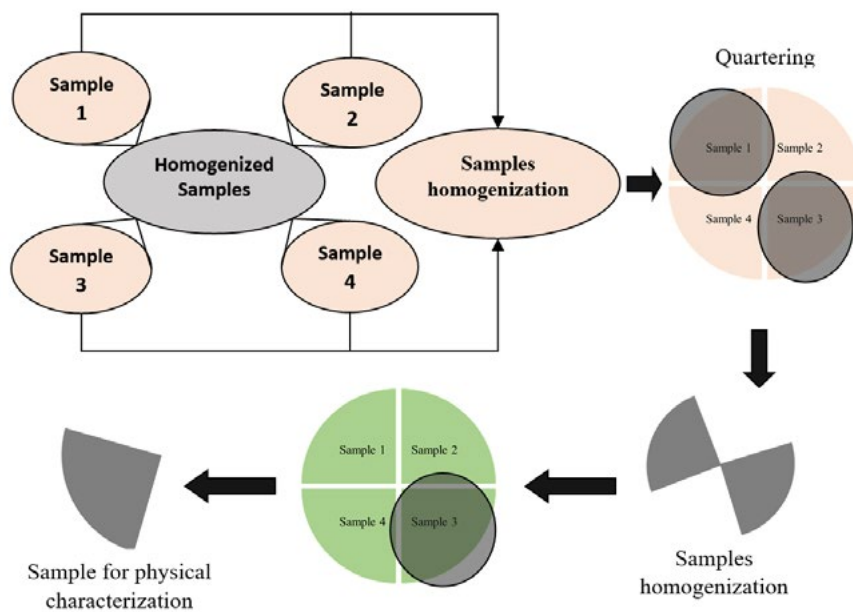 Sample
1
Sample
2
Homogenized
Samples
Sample
3
Sample
4
Samples
homogenization
Quartering
Sample 1
Sample 2
Sample 4
Sample 3
Samples
homogenization
Sample 1
Sample 2
Sample 4
Sample 3
Sample for physical
characterization